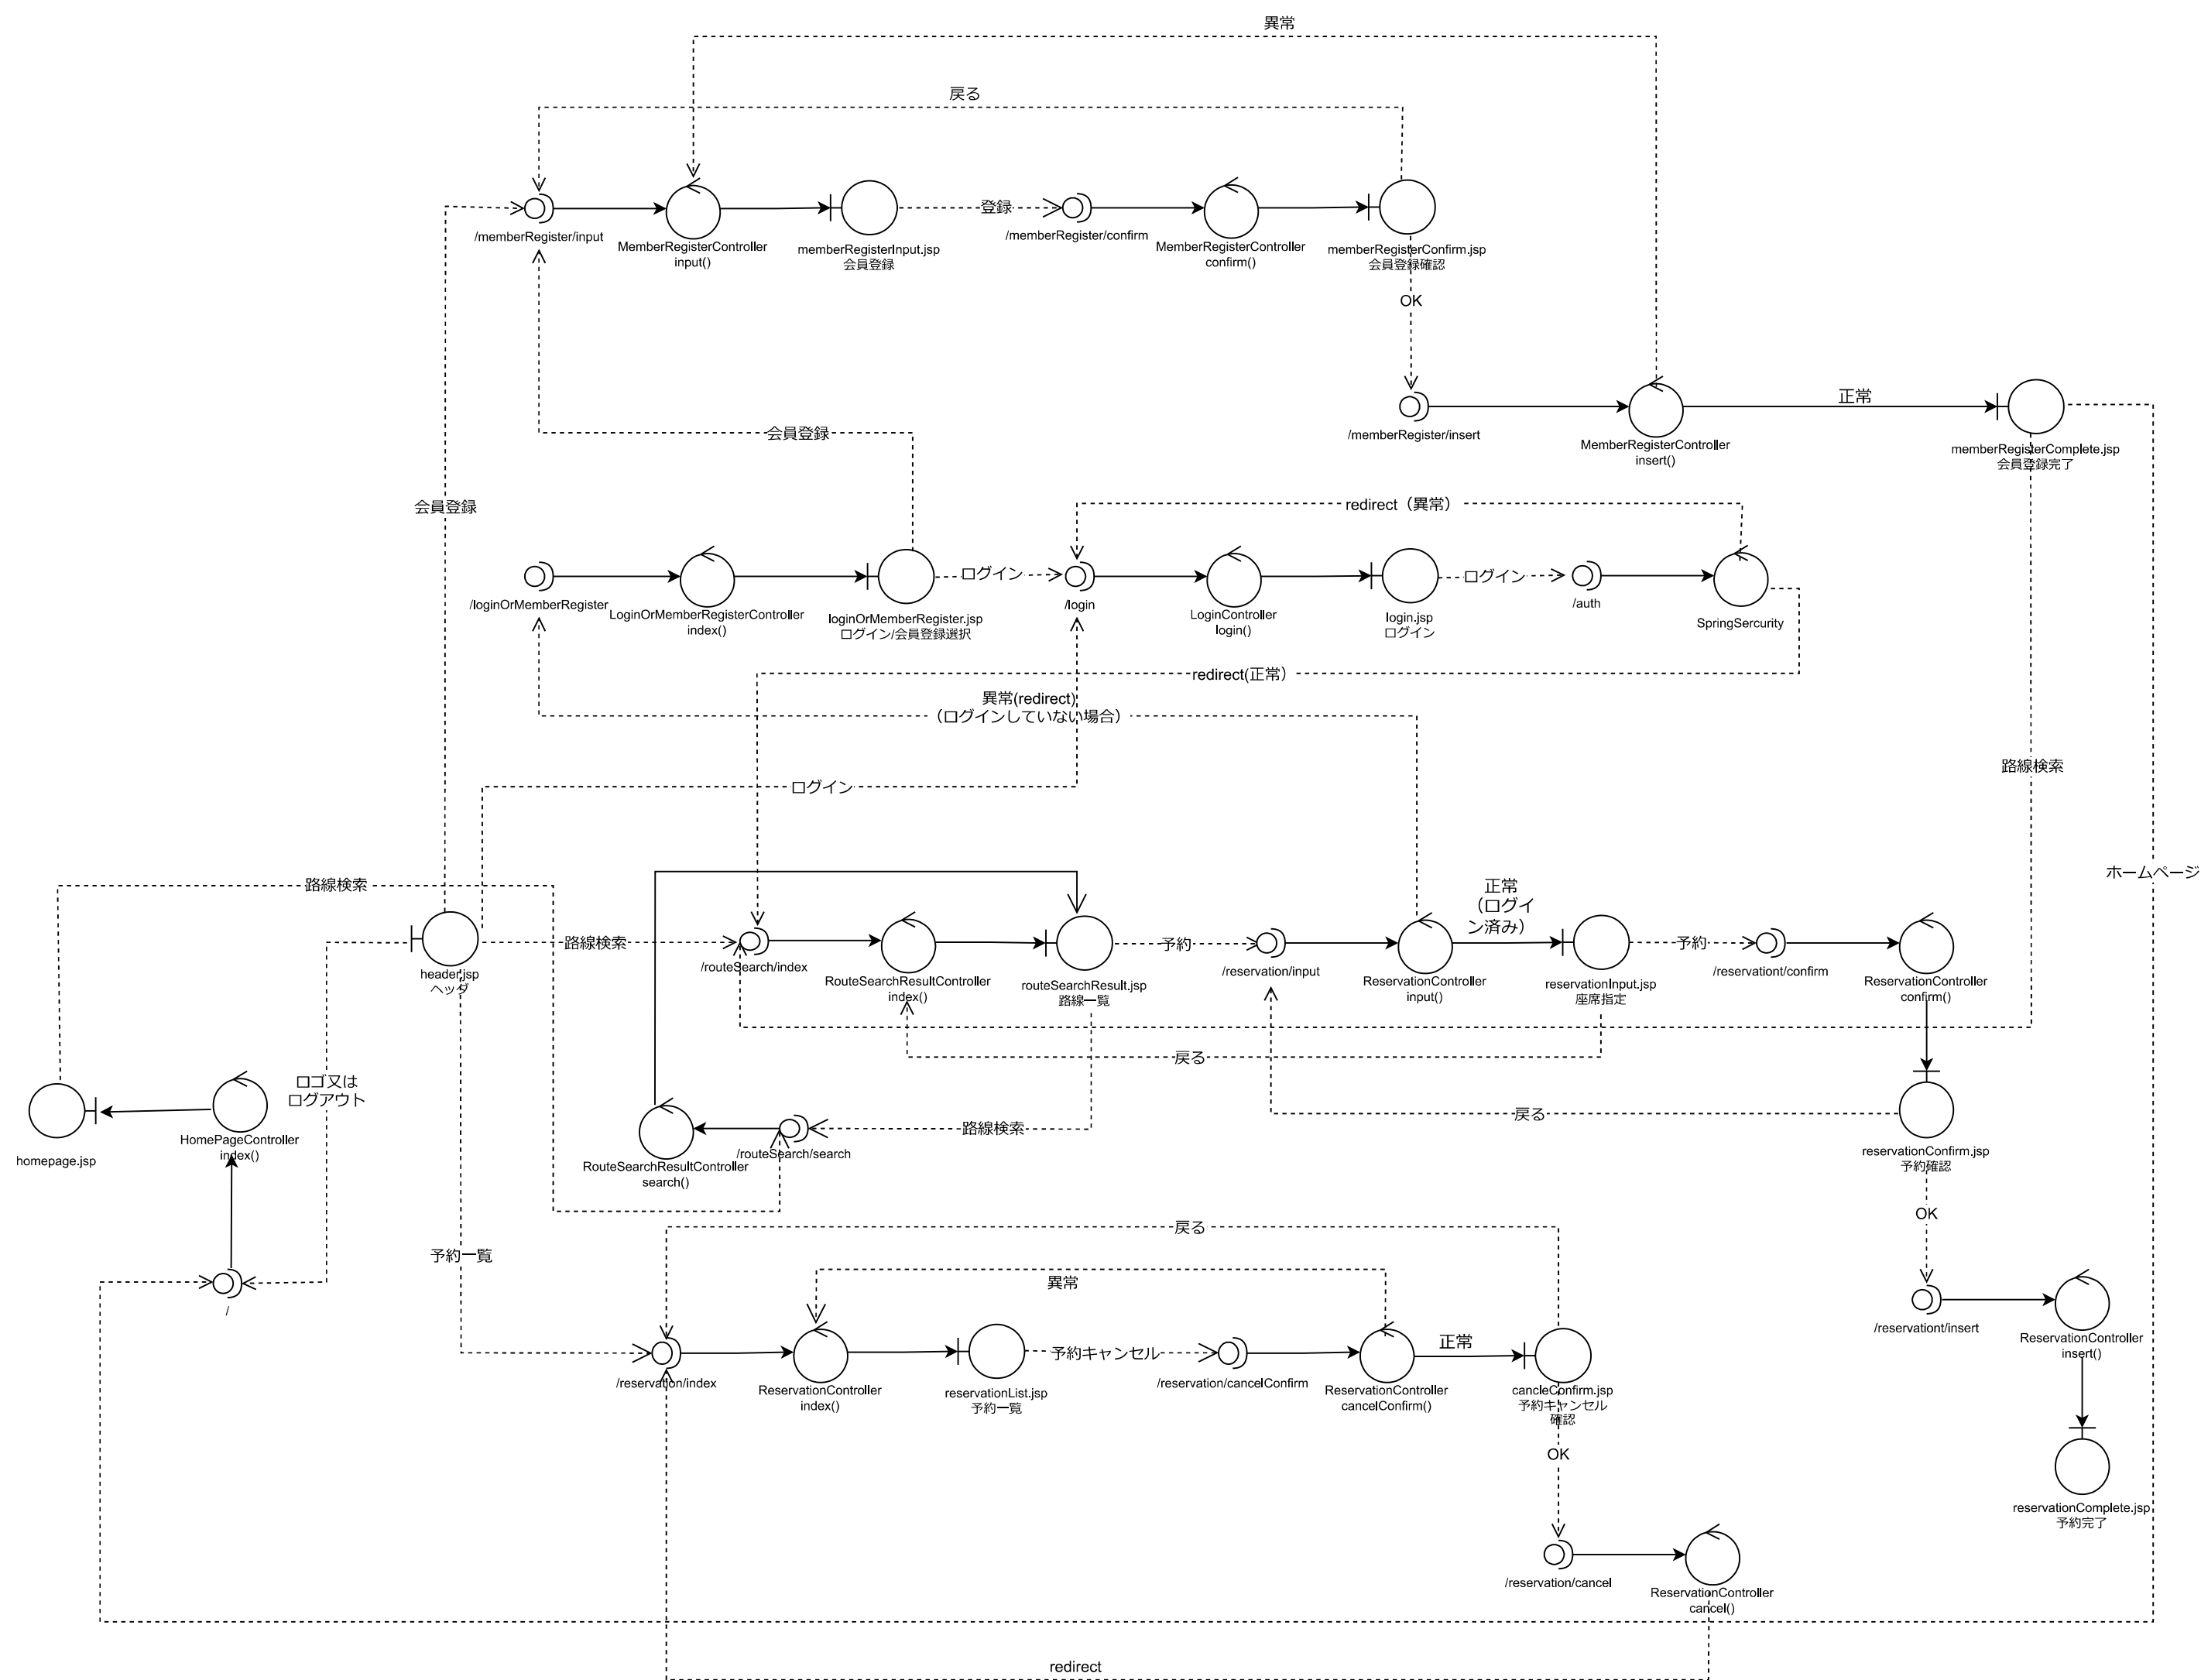 異常
戻る
登録
/memberRegister/input
MemberRegisterController
input()
memberRegisterInput.jsp
会員登録
/memberRegister/confirm
MemberRegisterController
confirm()
memberRegisterConfirm.jsp
会員登録確認
OK
正常
/memberRegister/insert
MemberRegisterController
insert()
memberRegisterComplete.jsp
会員登録完了
会員登録
会員登録
redirect（異常）
ログイン
ログイン
/loginOrMemberRegister
LoginOrMemberRegisterController
index()
loginOrMemberRegister.jsp
ログイン/会員登録選択
/login
LoginController
login()
login.jsp
ログイン
/auth
SpringSercurity
redirect(正常）
異常(redirect)
（ログインしていない場合）
路線検索
ログイン
ホームページ
路線検索
正常
（ログイ
ン済み）
路線検索
予約
予約
header.jsp
ヘッダ
/routeSearch/index
RouteSearchResultController
index()
routeSearchResult.jsp
路線一覧
/reservation/input
ReservationController
input()
reservationInput.jsp
座席指定
/reservationt/confirm
ReservationController
confirm()
戻る
ロゴ又は
ログアウト
戻る
路線検索
homepage.jsp
HomePageController
index()
RouteSearchResultController
search()
/routeSearch/search
reservationConfirm.jsp
予約確認
OK
戻る
予約一覧
異常
/
/reservationt/insert
ReservationController
insert()
正常
予約キャンセル
/reservation/index
ReservationController
index()
reservationList.jsp
予約一覧
/reservation/cancelConfirm
ReservationController
cancelConfirm()
cancleConfirm.jsp
予約キャンセル
確認
OK
reservationComplete.jsp
予約完了
/reservation/cancel
ReservationController
cancel()
redirect